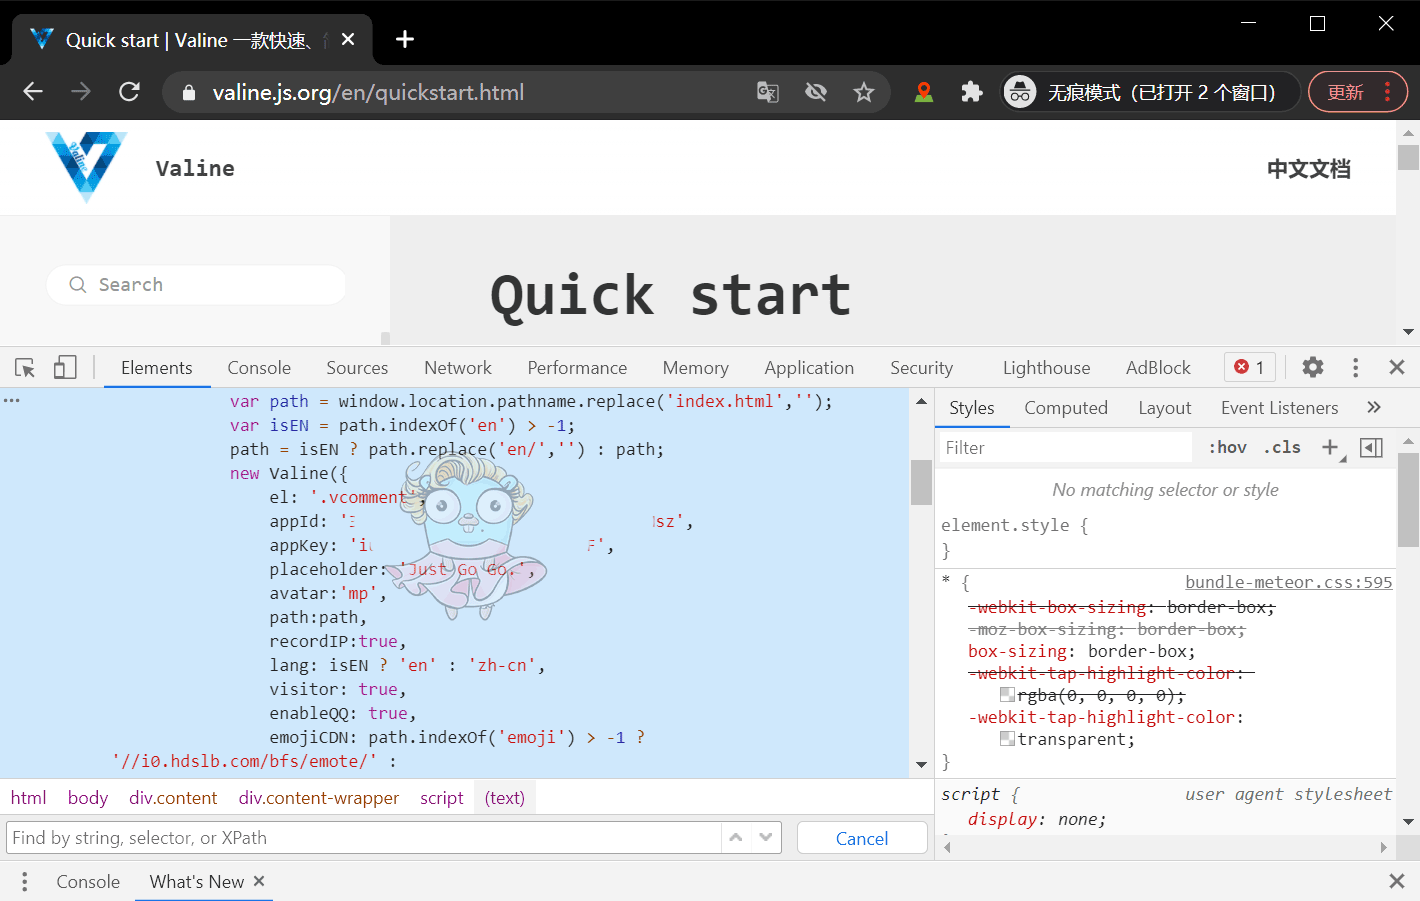 Quick start | Valine 一款快速、
valine.js.org/en/quickstart.html
无痕模式（已打开 2 个窗口）
更新
Valine
Valine
中文文档
Search
Quick start
Elements
Console
Sources
Network
Performance
Memory
Application
Security
Lighthouse
AdBlock
1
var path = window.location.pathname.replace('index.html','');
var isEN = path.indexOf('en') > -1;
path = isEN ? path.replace('en/','') : path;
new Valine({
el: '.vcomment',
appId: ' sz',
appKey: 'i F',
placeholder: 'Just Go Go.',
avatar:'mp',
path:path,
recordIP:true,
lang: isEN ? 'en' : 'zh-cn',
visitor: true,
enableQQ: true,
emojiCDN: path.indexOf('emoji') > -1 ?
'//i0.hdslb.com/bfs/emote/' :
html body div.content div.content-wrapper script (text)
Find by string, selector, or XPath
Cancel
Styles
Computed
Layout
Event Listeners
»
Filter
:hov .cls +
No matching selector or style
element.style {
}
* { bundle-meteor.css:595
-webkit-box-sizing: border-box;
-moz-box-sizing: border-box;
box-sizing: border-box;
-webkit-tap-highlight-color:
rgba(0, 0, 0, 0);
-webkit-tap-highlight-color:
transparent;
}
script { user agent stylesheet
display: none;
Console
What's New